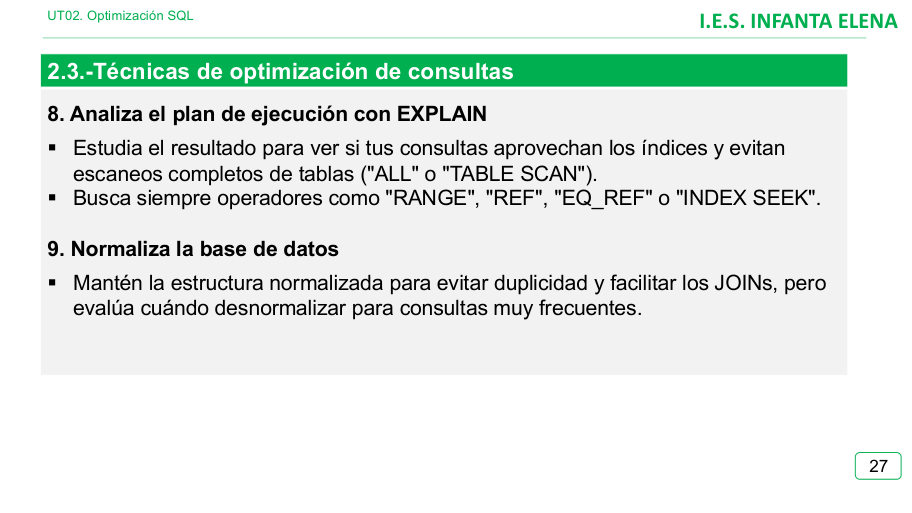 UT02. Optimización SQL
I.E.S. INFANTA ELENA
2.3.-Técnicas de optimización de consultas
8. Analiza el plan de ejecución con EXPLAIN
▪ Estudia el resultado para ver si tus consultas aprovechan los índices y evitan
escaneos completos de tablas ("ALL" o "TABLE SCAN").
▪ Busca siempre operadores como "RANGE", "REF", "EQ_REF" o "INDEX SEEK".
9. Normaliza la base de datos
▪ Mantén la estructura normalizada para evitar duplicidad y facilitar los JOINs, pero
evalúa cuándo desnormalizar para consultas muy frecuentes.
27